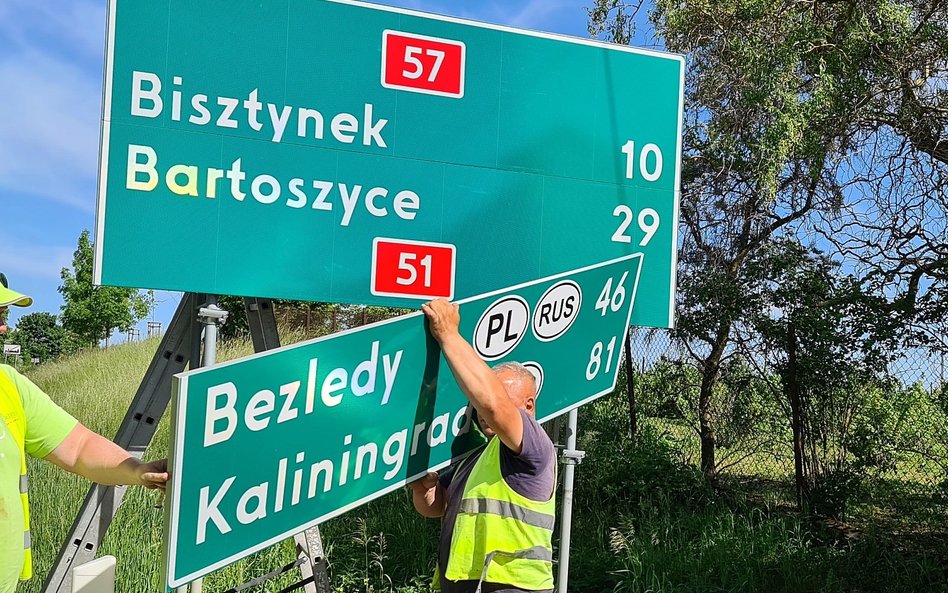 57
Bisztynek 10
Bartoszyce 29
51
Bezledy PL RUS 46
Kaliningrad 81